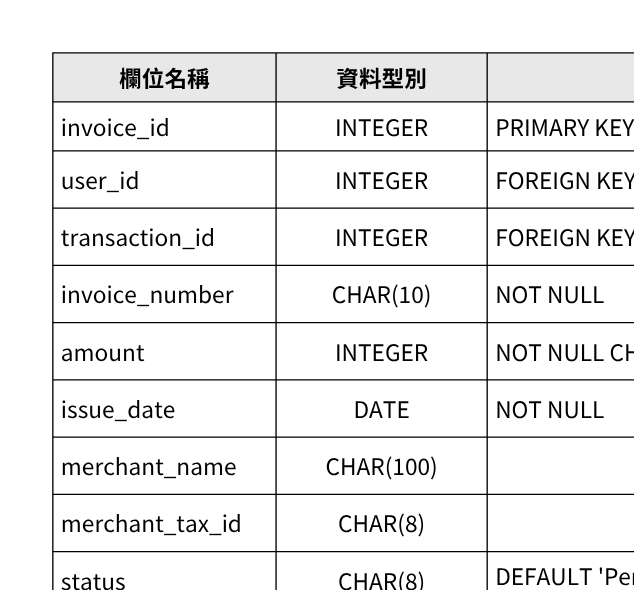 欄位名稱 資料型別
invoice_id INTEGER PRIMARY KEY
user_id INTEGER FOREIGN KEY
transaction_id INTEGER FOREIGN KEY
invoice_number CHAR(10) NOT NULL
amount INTEGER NOT NULL CH
issue_date DATE NOT NULL
merchant_name CHAR(100)
merchant_tax_id CHAR(8)
status CHAR(8) DEFAULT 'Pe